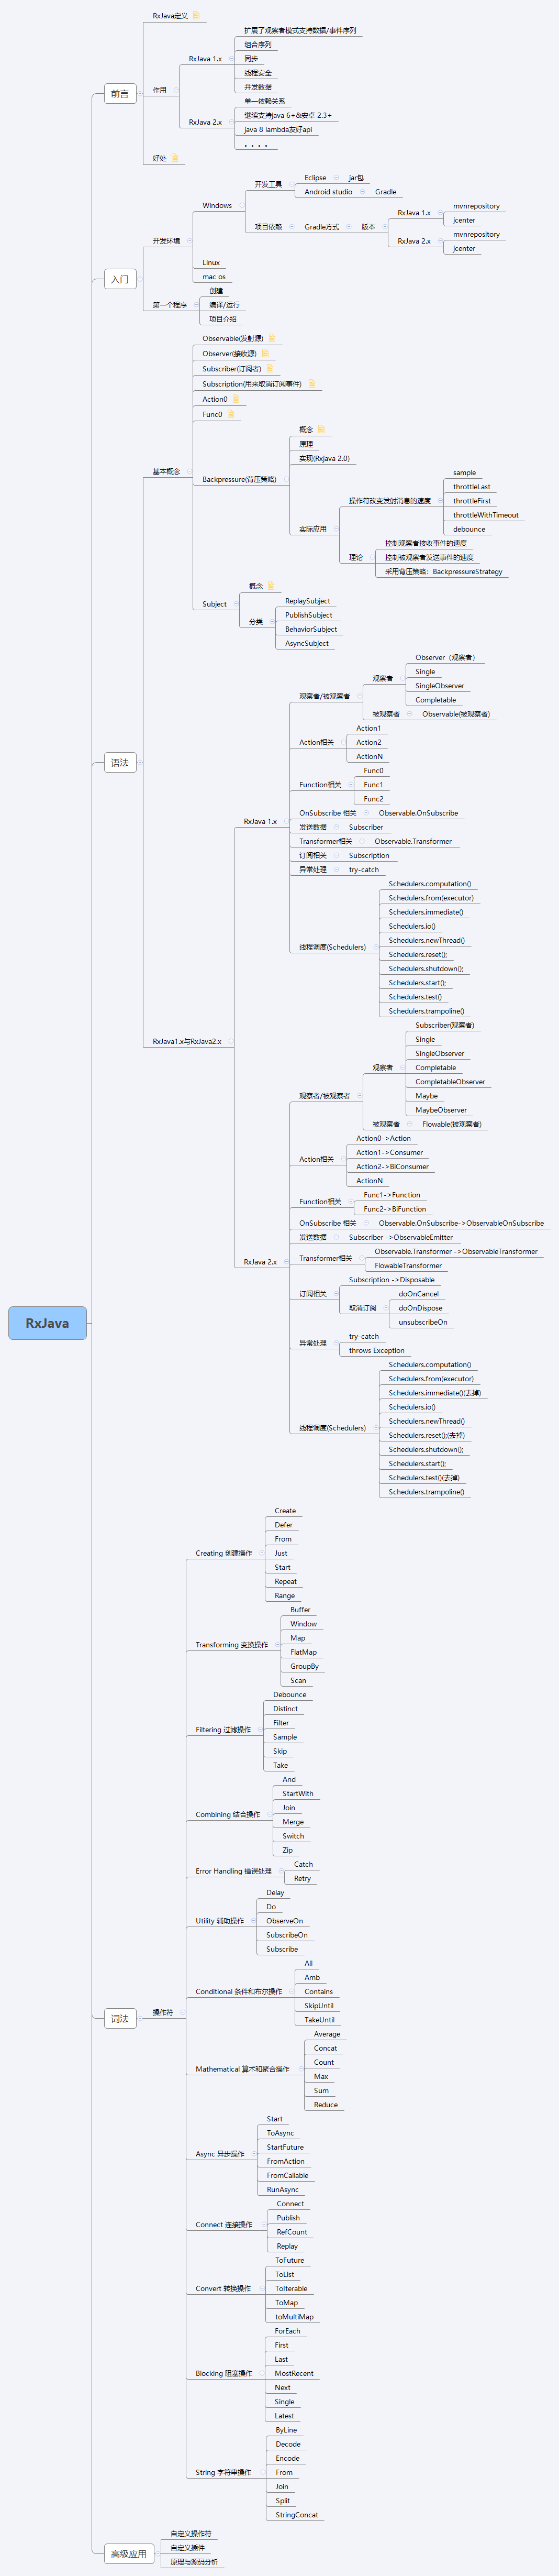 RxJava
前言
RxJava定义
作用
RxJava 1.x
扩展了观察者模式支持数据/事件序列
组合序列
同步
线程安全
并发数据
RxJava 2.x
单一依赖关系
继续支持java 6+&安卓 2.3+
java 8 lambda友好api
。。。。
好处
入门
开发环境
Windows
开发工具
Eclipse
jar包
Android studio
Gradle
项目依赖
Gradle方式
版本
RxJava 1.x
mvnrepository
jcenter
RxJava 2.x
mvnrepository
jcenter
Linux
mac os
第一个程序
创建
编译/运行
项目介绍
语法
基本概念
Observable(发射源)
Observer(接收源)
Subscriber(订阅者)
Subscription(用来取消订阅事件)
Action0
Func0
Backpressure(背压策略)
概念
原理
实现(Rxjava 2.0)
实际应用
操作符改变发射消息的速度
sample
throttleLast
throttleFirst
throttleWithTimeout
debounce
理论
控制观察者接收事件的速度
控制被观察者发送事件的速度
采用背压策略：BackpressureStrategy
Subject
概念
分类
ReplaySubject
PublishSubject
BehaviorSubject
AsyncSubject
RxJava1.x与RxJava2.x
RxJava 1.x
观察者/被观察者
观察者
Observer（观察者）
Single
SingleObserver
Completable
被观察者
Observable(被观察者)
Action相关
Action1
Action2
ActionN
Function相关
Func0
Func1
Func2
OnSubscribe 相关
Observable.OnSubscribe
发送数据
Subscriber
Transformer相关
Observable.Transformer
订阅相关
Subscription
异常处理
try-catch
线程调度(Schedulers)
Schedulers.computation()
Schedulers.from(executor)
Schedulers.immediate()
Schedulers.io()
Schedulers.newThread()
Schedulers.reset();
Schedulers.shutdown();
Schedulers.start();
Schedulers.test()
Schedulers.trampoline()
RxJava 2.x
观察者/被观察者
观察者
Subscriber(观察者)
Single
SingleObserver
Completable
CompletableObserver
Maybe
MaybeObserver
被观察者
Flowable(被观察者)
Action相关
Action0->Action
Action1->Consumer
Action2->BiConsumer
ActionN
Function相关
Func1->Function
Func2->BiFunction
OnSubscribe 相关
Observable.OnSubscribe->ObservableOnSubscribe
发送数据
Subscriber ->ObservableEmitter
Transformer相关
Observable.Transformer ->ObservableTransformer
FlowableTransformer
订阅相关
Subscription ->Disposable
取消订阅
doOnCancel
doOnDispose
unsubscribeOn
异常处理
try-catch
throws Exception
线程调度(Schedulers)
Schedulers.computation()
Schedulers.from(executor)
Schedulers.immediate()(去掉)
Schedulers.io()
Schedulers.newThread()
Schedulers.reset();(去掉)
Schedulers.shutdown();
Schedulers.start();
Schedulers.test()(去掉)
Schedulers.trampoline()
词法
操作符
Creating 创建操作
Create
Defer
From
Just
Start
Repeat
Range
Transforming 变换操作
Buffer
Window
Map
FlatMap
GroupBy
Scan
Filtering 过滤操作
Debounce
Distinct
Filter
Sample
Skip
Take
Combining 结合操作
And
StartWith
Join
Merge
Switch
Zip
Error Handling 错误处理
Catch
Retry
Utility 辅助操作
Delay
Do
ObserveOn
SubscribeOn
Subscribe
Conditional 条件和布尔操作
All
Amb
Contains
SkipUntil
TakeUntil
Mathematical 算术和聚合操作
Average
Concat
Count
Max
Sum
Reduce
Async 异步操作
Start
ToAsync
StartFuture
FromAction
FromCallable
RunAsync
Connect 连接操作
Connect
Publish
RefCount
Replay
Convert 转换操作
ToFuture
ToList
ToIterable
ToMap
toMultiMap
Blocking 阻塞操作
ForEach
First
Last
MostRecent
Next
Single
Latest
String 字符串操作
ByLine
Decode
Encode
From
Join
Split
StringConcat
高级应用
自定义操作符
自定义插件
原理与源码分析